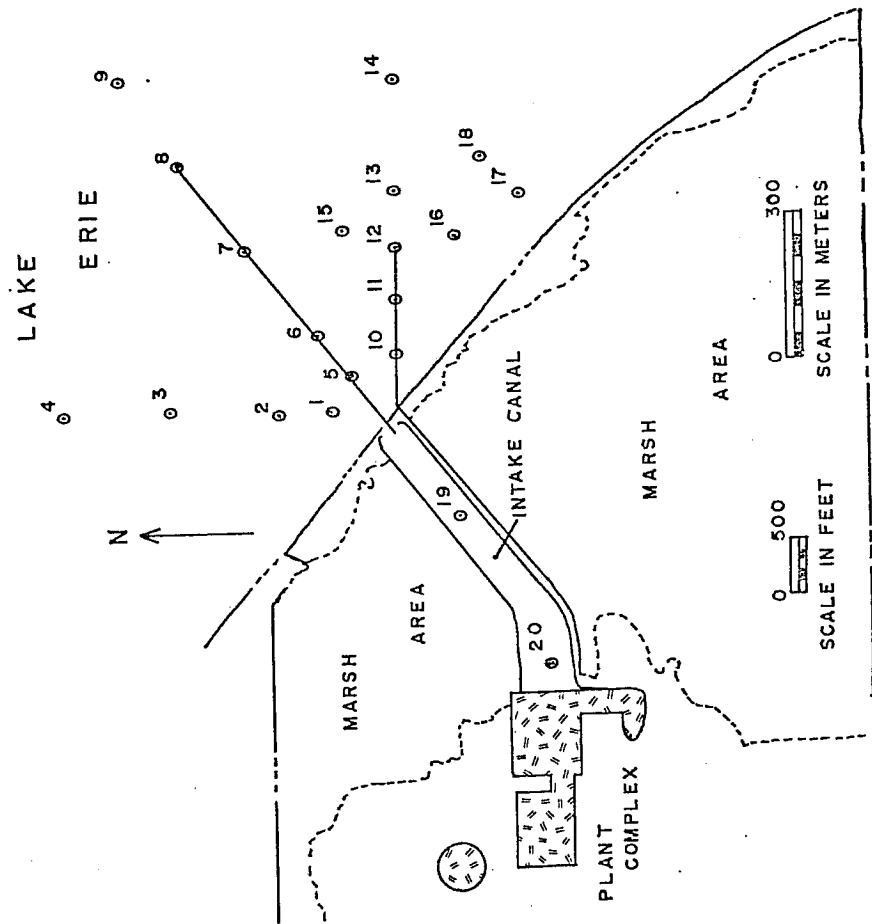 LAKE
ERIE
N
9
8
14
7
18
15
13
17
4
3
12
16
6
11
2
5
10
1
19
INTAKE CANAL
MARSH
AREA
MARSH
AREA
20
PLANT
COMPLEX
0 500
SCALE IN FEET
0 300
SCALE IN METERS